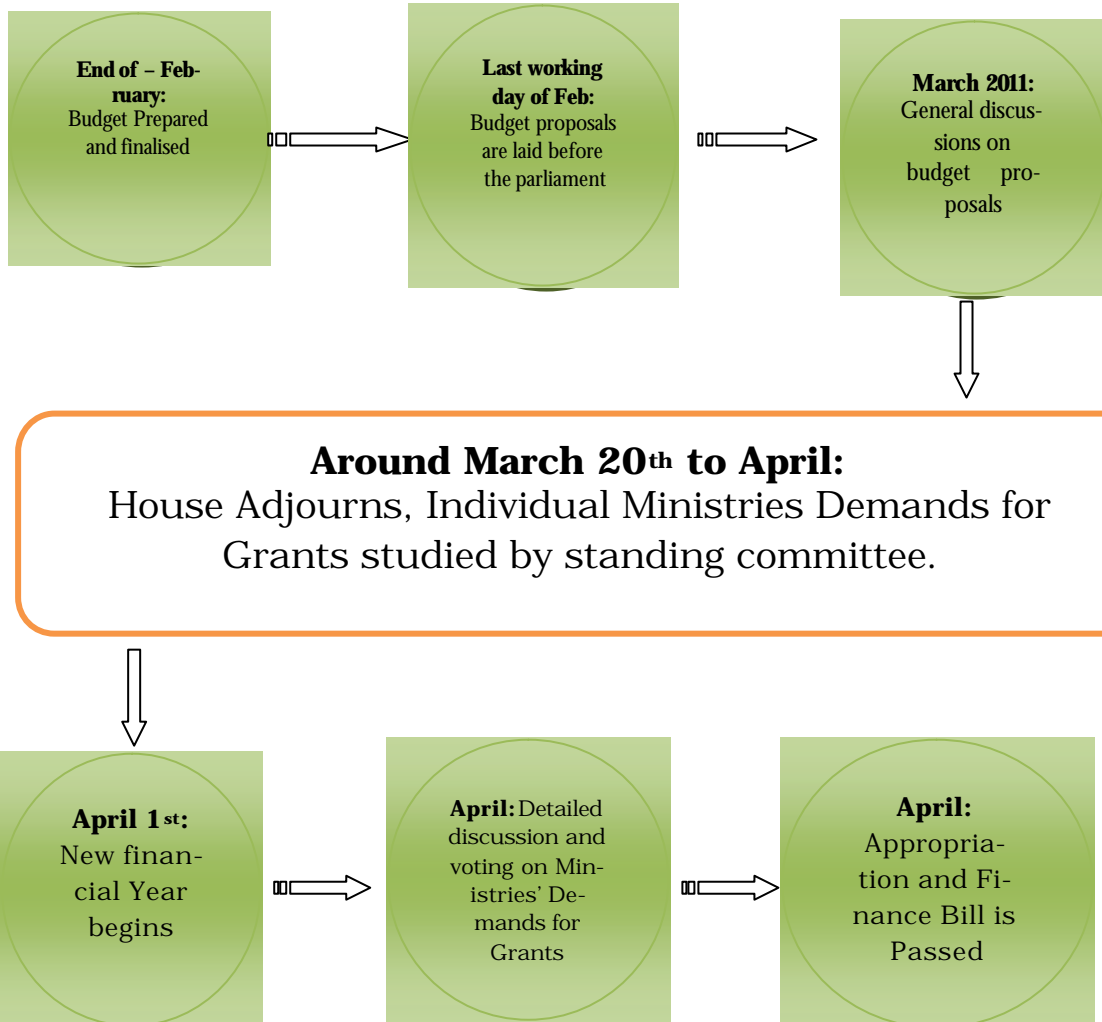 End of – Feb-
ruary:
Budget Prepared
and finalised
Last working
day of Feb:
Budget proposals
are laid before
the parliament
March 2011:
General discus-
sions on
budget pro-
posals
Around March 20th to April:
House Adjourns, Individual Ministries Demands for
Grants studied by standing committee.
April 1st:
New finan-
cial Year
begins
April: Detailed
discussion and
voting on Min-
istries’ De-
mands for
Grants
April:
Appropria-
tion and Fi-
nance Bill is
Passed